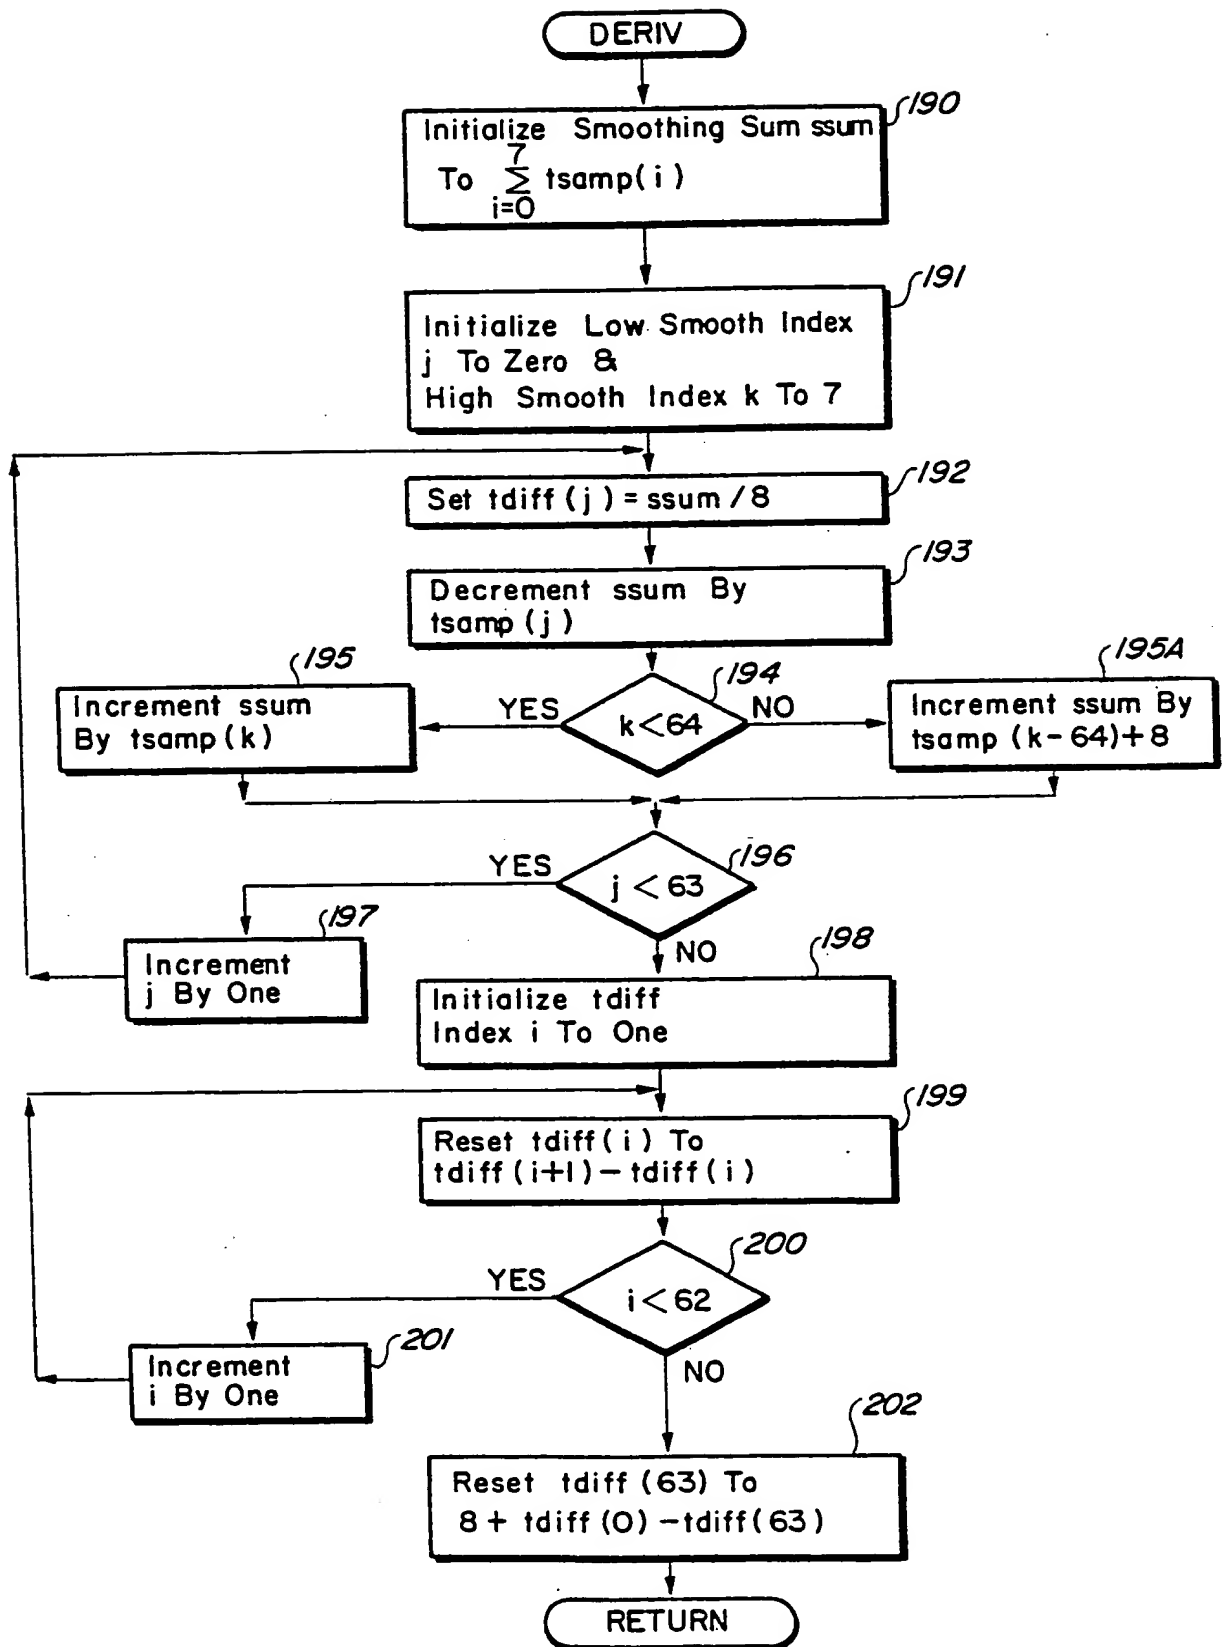 DERIV
190
Initialize Smoothing Sum ssum
To 7 Σ i=0 tsamp(i)
191
Initialize Low Smooth Index
j To Zero &
High Smooth Index k To 7
192
Set tdiff(j) = ssum / 8
193
Decrement ssum By
tsamp(j)
194
k < 64
YES
NO
195
Increment ssum
By tsamp(k)
195A
Increment ssum By
tsamp (k-64)+8
196
j < 63
YES
NO
197
Increment
j By One
198
Initialize tdiff
Index i To One
199
Reset tdiff(i) To
tdiff(i+1) - tdiff(i)
200
i < 62
YES
NO
201
Increment
i By One
202
Reset tdiff(63) To
8 + tdiff(0) - tdiff(63)
RETURN